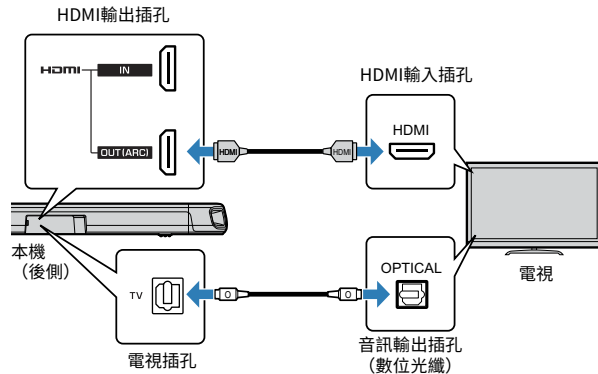 HDMI輸出插孔
HDMI
IN
OUT(ARC)
HDMI輸入插孔
HDMI
HDMI
HDMI
本機
（後側）
TV
電視插孔
OPTICAL
音訊輸出插孔
（數位光纖）
電視